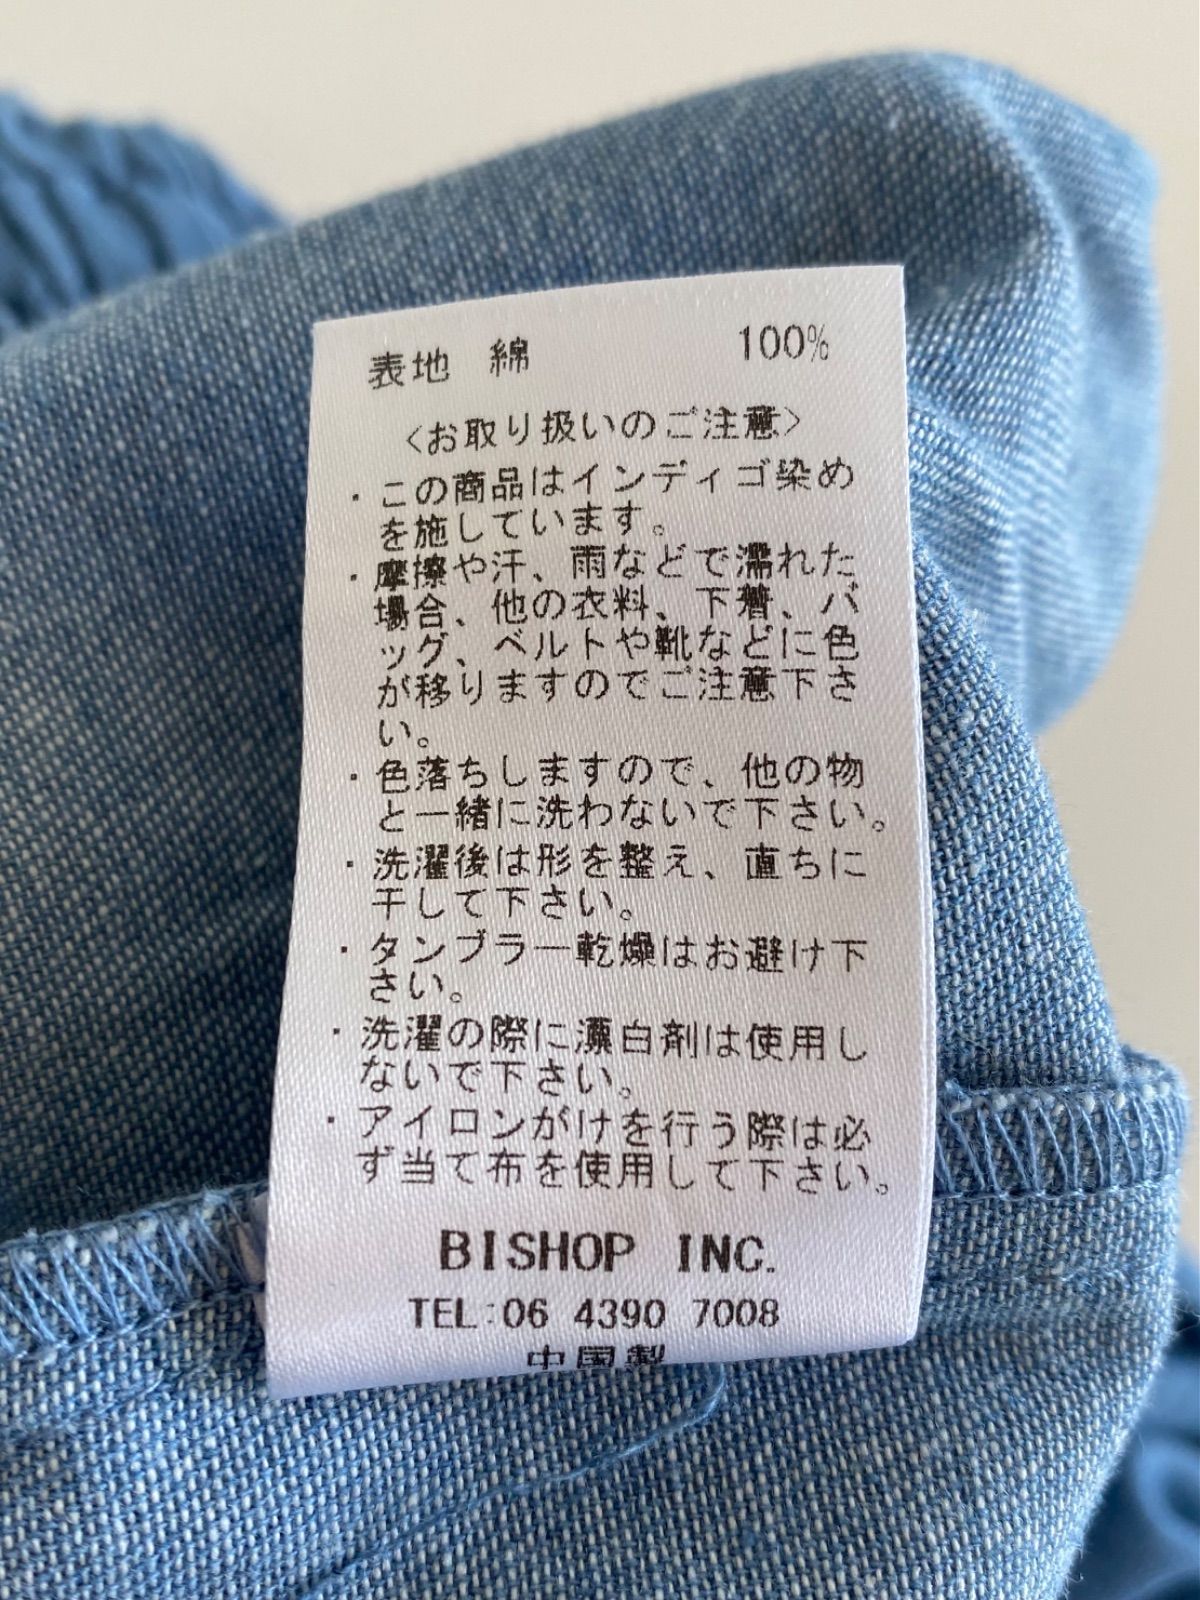 表地 綿 100%
<お取り扱いのご注意>
・この商品はインディゴ染め
を施しています。
・摩擦や汗、雨などで濡れた
場合、他の衣料、下着、バ
ッグ、ベルトや靴などに色
が移りますのでご注意下さ
い。
・色落ちしますので、他の物
と一緒に洗わないで下さい。
・洗濯後は形を整え、直ちに
干して下さい。
・タンブラー乾燥はお避け下
さい。
・洗濯の際に漂白剤は使用し
ないで下さい。
・アイロンがけを行う際は必
ず当て布を使用して下さい。
BISHOP INC.
TEL:06 4390 7008
中国製